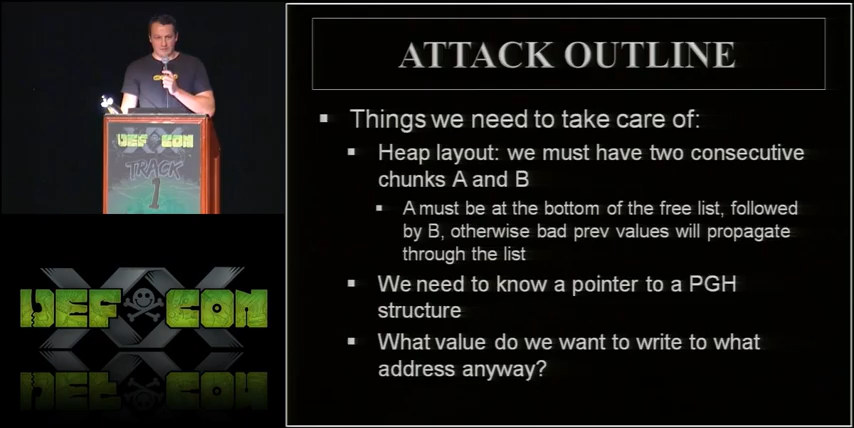 DEF CON
TRACK
1
DEF CON
XX
ATTACK OUTLINE
Things we need to take care of:
Heap layout: we must have two consecutive
chunks A and B
A must be at the bottom of the free list, followed
by B, otherwise bad prev values will propagate
through the list
We need to know a pointer to a PGH
structure
What value do we want to write to what
address anyway?